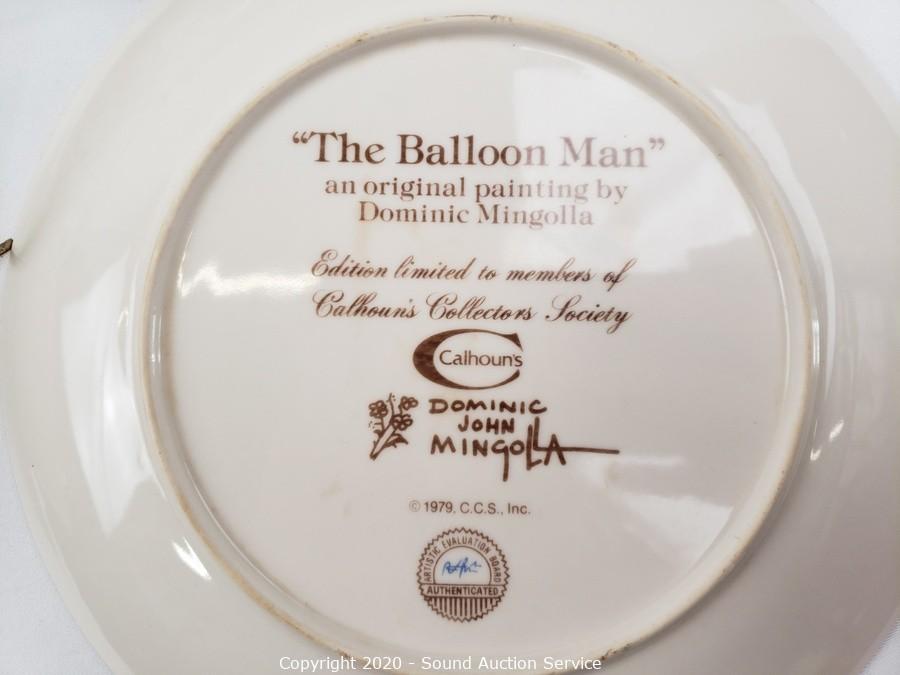 “The Balloon Man”
an original painting by
Dominic Mingolla
Edition limited to members of
Calhoun's Collectors Society
Calhoun's
DOMINIC
JOHN
MINGOLLA
©1979, C.C.S., Inc.
ARTISTIC EVALUATION BOARD
AUTHENTICATED
Copyright 2020 - Sound Auction Service